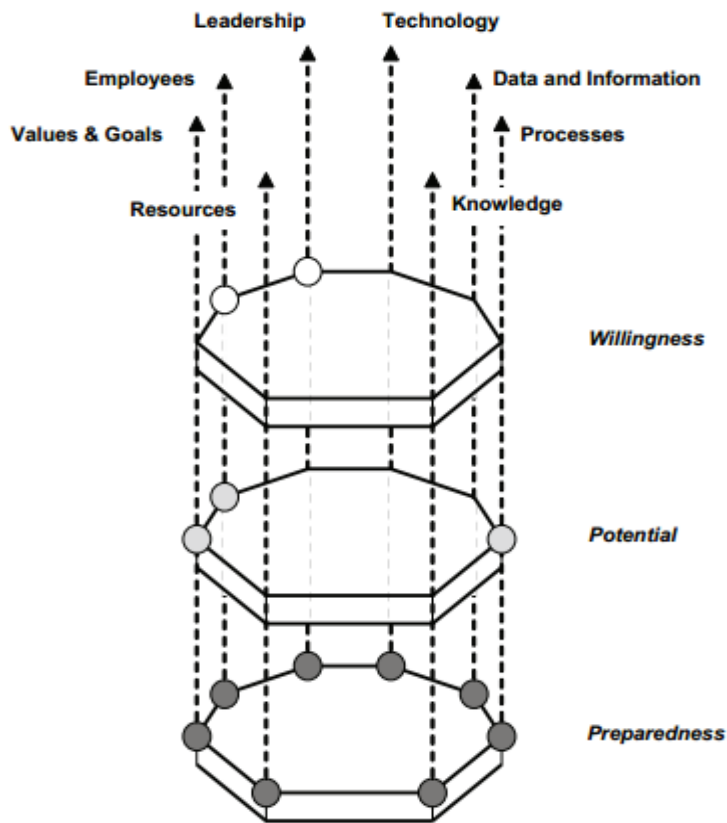 Leadership
Technology
Employees
Data and Information
Values & Goals
Processes
Resources
Knowledge
Willingness
Potential
Preparedness